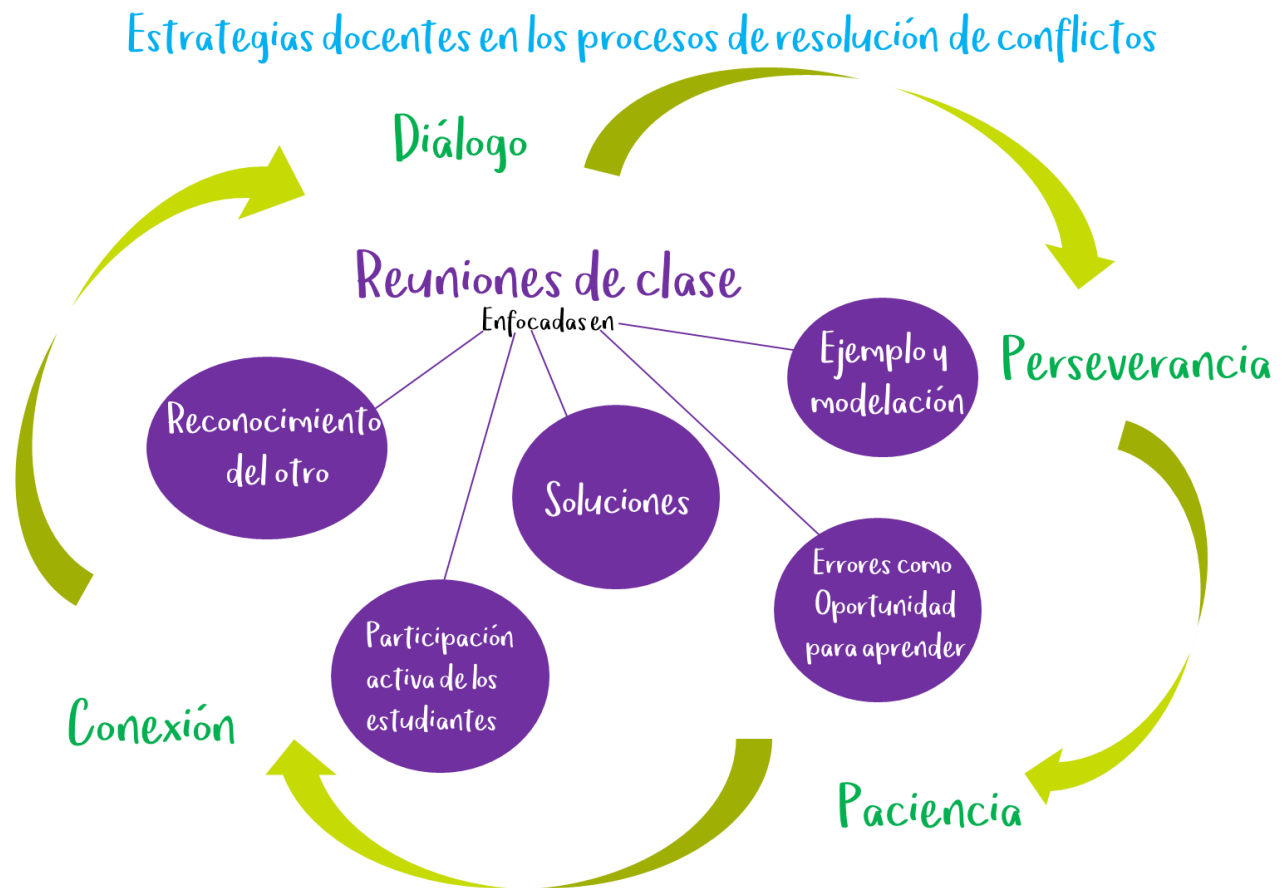 Estrategias docentes en los procesos de resolución de conflictos
Diálogo
Reuniones de clase
Enfocadas en
Ejemplo y
modelación
Perseverancia
Reconocimiento
del otro
Soluciones
Errores como
Oportunidad
para aprender
Participación
activa de los
estudiantes
Conexión
Paciencia